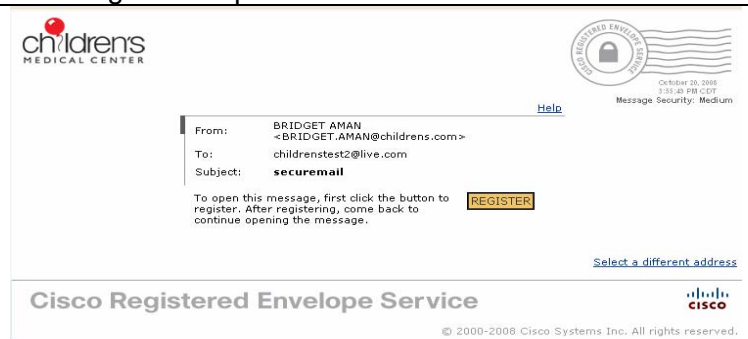 children's
MEDICAL CENTER
CISCO REGISTERED ENVELOPE SERVICE
October 20, 2008
3:55:49 PM CDT
Message Security: Medium
Help
From: BRIDGET AMAN
<BRIDGET.AMAN@childrens.com>
To: childrenstest2@live.com
Subject: securemail
To open this message, first click the button to
register. After registering, come back to
continue opening the message.
REGISTER
Select a different address
Cisco Registered Envelope Service
CISCO
© 2000-2008 Cisco Systems Inc. All rights reserved.